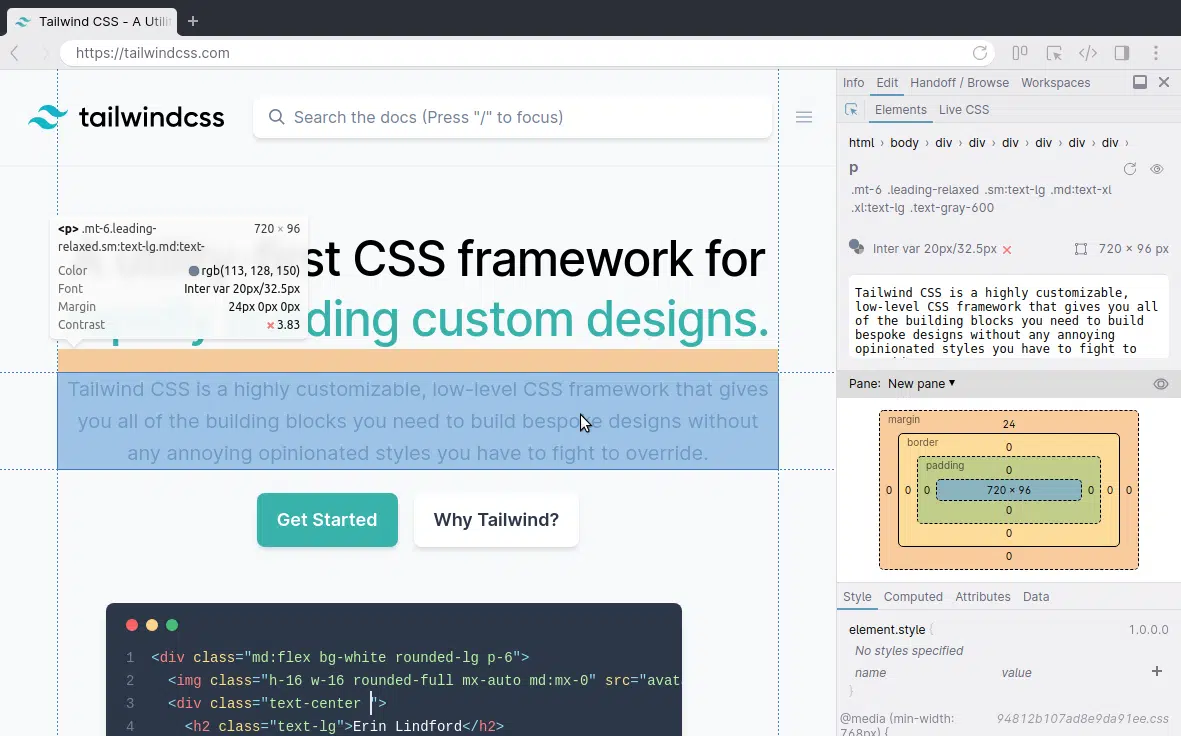 Tailwind CSS - A Utili
https://tailwindcss.com
tailwindcss
Search the docs (Press "/" to focus)
<p> .mt-6.leading-
relaxed.sm:text-lg.md:text-
720 × 96
Color
rgb(113, 128, 150)
Font
Inter var 20px/32.5px
Margin
24px 0px 0px
Contrast
× 3.83
st CSS framework for
ding custom designs.
Tailwind CSS is a highly customizable, low-level CSS framework that gives
you all of the building blocks you need to build bespoke designs without
any annoying opinionated styles you have to fight to override.
Get Started
Why Tailwind?
1 <div class="md:flex bg-white rounded-lg p-6">
2 <img class="h-16 w-16 rounded-full mx-auto md:mx-0" src="avat
3 <div class="text-center ">
4 <h2 class="text-lg">Erin Lindford</h2>
Info Edit Handoff / Browse Workspaces
Elements Live CSS
html › body › div › div › div › div › div › div ›
p
.mt-6 .leading-relaxed .sm:text-lg .md:text-xl
.xl:text-lg .text-gray-600
Inter var 20px/32.5px ×
720 × 96 px
Tailwind CSS is a highly customizable,
low-level CSS framework that gives you all
of the building blocks you need to build
bespoke designs without any annoying
opinionated styles you have to fight to
Pane: New pane ▾
margin
24
border
0
padding
0
0 0 0 720 × 96 0 0 0
0
0
0
Style Computed Attributes Data
element.style {
1.0.0.0
No styles specified
name value +
}
@media (min-width:
768px) {
94812b107ad8e9da91ee.css